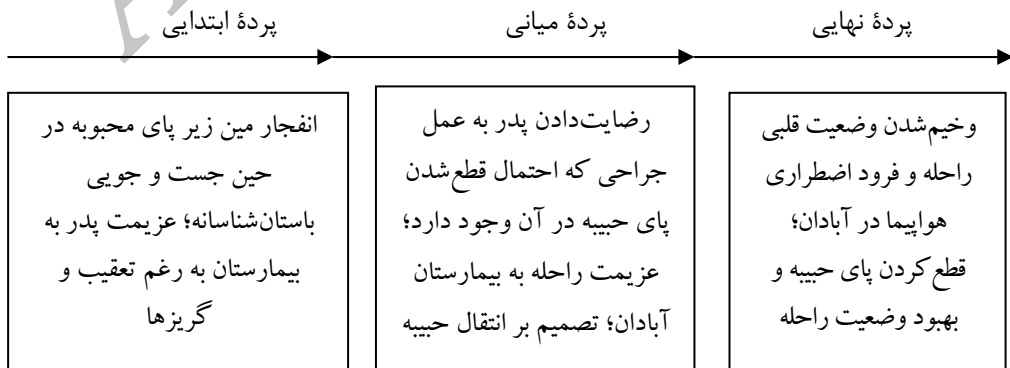 پردۀ ابتدایی
پردۀ میانی
پردۀ نهایی
انفجار مین زیر پای محبوبه در
حین جست و جویی
باستان‌شناسانه؛ عزیمت پدر به
بیمارستان به رغم تعقیب و
گریزها
رضایت‌دادن پدر به عمل
جراحی که احتمال قطع‌شدن
پای حبیبه در آن وجود دارد؛
عزیمت راحله به بیمارستان
آبادان؛ تصمیم بر انتقال حبیبه
وخیم‌شدن وضعیت قلبی
راحله و فرود اضطراری
هواپیما در آبادان؛
قطع‌کردن پای حبیبه و
بهبود وضعیت راحله